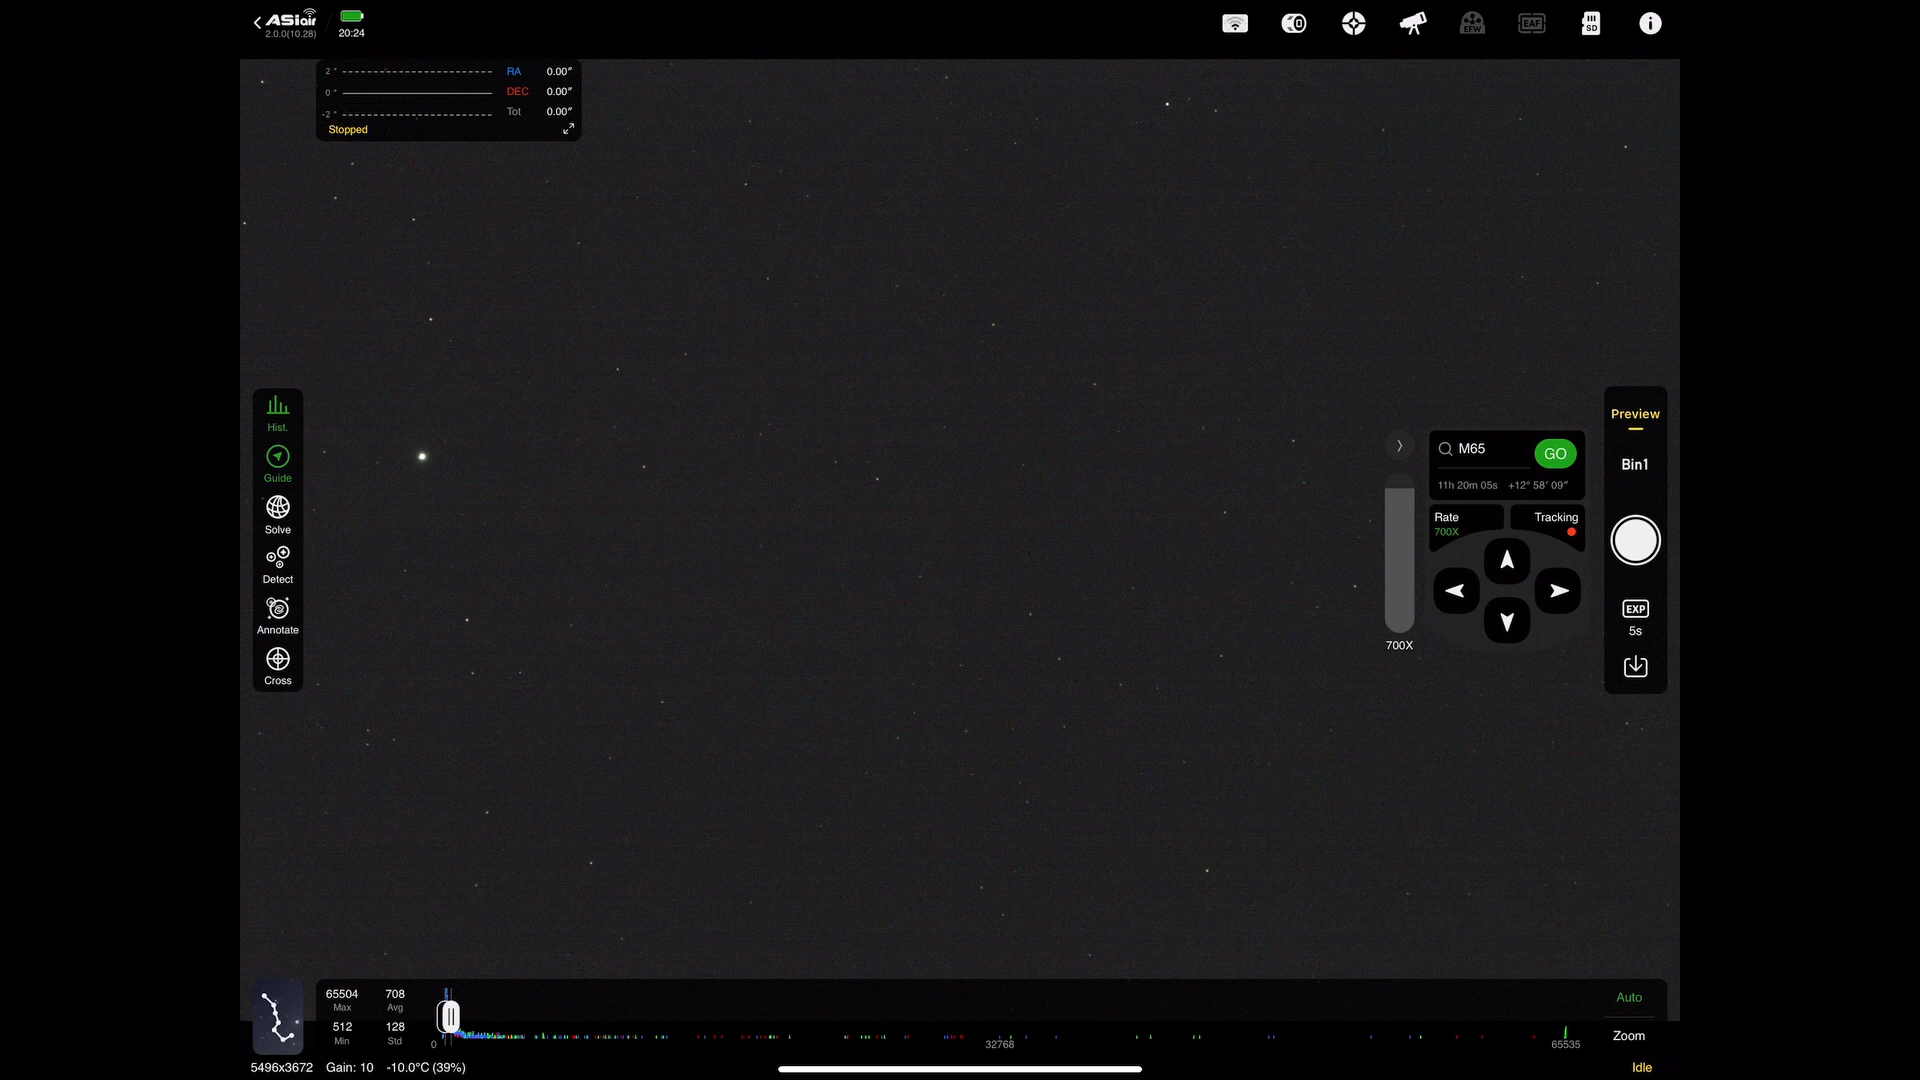 ASiair
2.0.0(10.28)
20:24
EFW
EAF
SD
2 "
RA 0.00"
0 "
DEC 0.00"
-2 "
Tot 0.00"
Stopped
Hist.
Guide
Solve
Detect
Annotate
Cross
M65
GO
11h 20m 05s +12° 58′ 09″
Rate
700X
Tracking
700X
Preview
Bin1
EXP
5s
65504
Max
708
Avg
512
Min
128
Std
0
32768
65535
Auto
Zoom
5496x3672 Gain: 10 -10.0°C (39%)
Idle